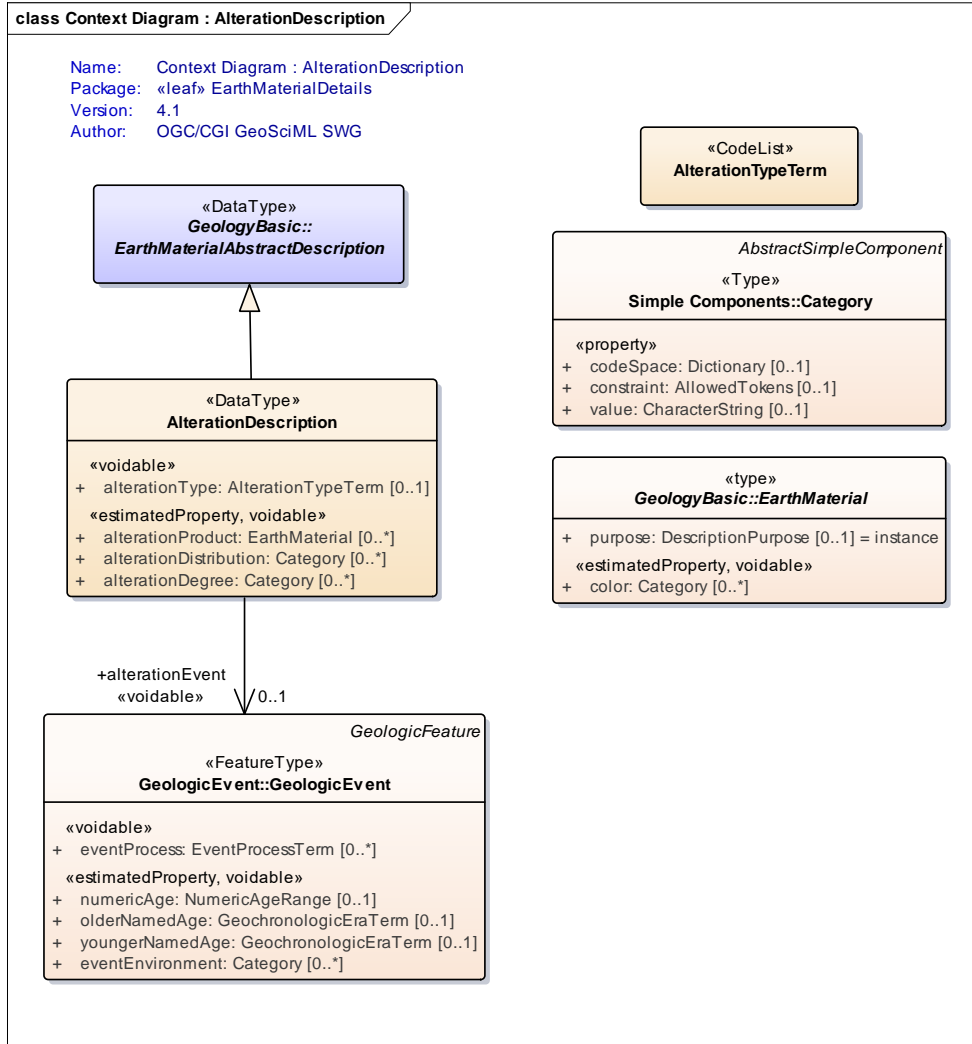 class Context Diagram : AlterationDescription
Name: Context Diagram : AlterationDescription
Package: «leaf» EarthMaterialDetails
Version: 4.1
Author: OGC/CGI GeoSciML SWG
«CodeList»
AlterationTypeTerm
«DataType»
GeologyBasic::
EarthMaterialAbstractDescription
AbstractSimpleComponent
«Type»
Simple Components::Category
«property»
+ codeSpace: Dictionary [0..1]
+ constraint: AllowedTokens [0..1]
+ value: CharacterString [0..1]
«DataType»
AlterationDescription
«voidable»
+ alterationType: AlterationTypeTerm [0..1]
«estimatedProperty, voidable»
+ alterationProduct: EarthMaterial [0..*]
+ alterationDistribution: Category [0..*]
+ alterationDegree: Category [0..*]
«type»
GeologyBasic::EarthMaterial
+ purpose: DescriptionPurpose [0..1] = instance
«estimatedProperty, voidable»
+ color: Category [0..*]
+alterationEvent
«voidable» 0..1
GeologicFeature
«FeatureType»
GeologicEvent::GeologicEvent
«voidable»
+ eventProcess: EventProcessTerm [0..*]
«estimatedProperty, voidable»
+ numericAge: NumericAgeRange [0..1]
+ olderNamedAge: GeochronologicEraTerm [0..1]
+ youngerNamedAge: GeochronologicEraTerm [0..1]
+ eventEnvironment: Category [0..*]